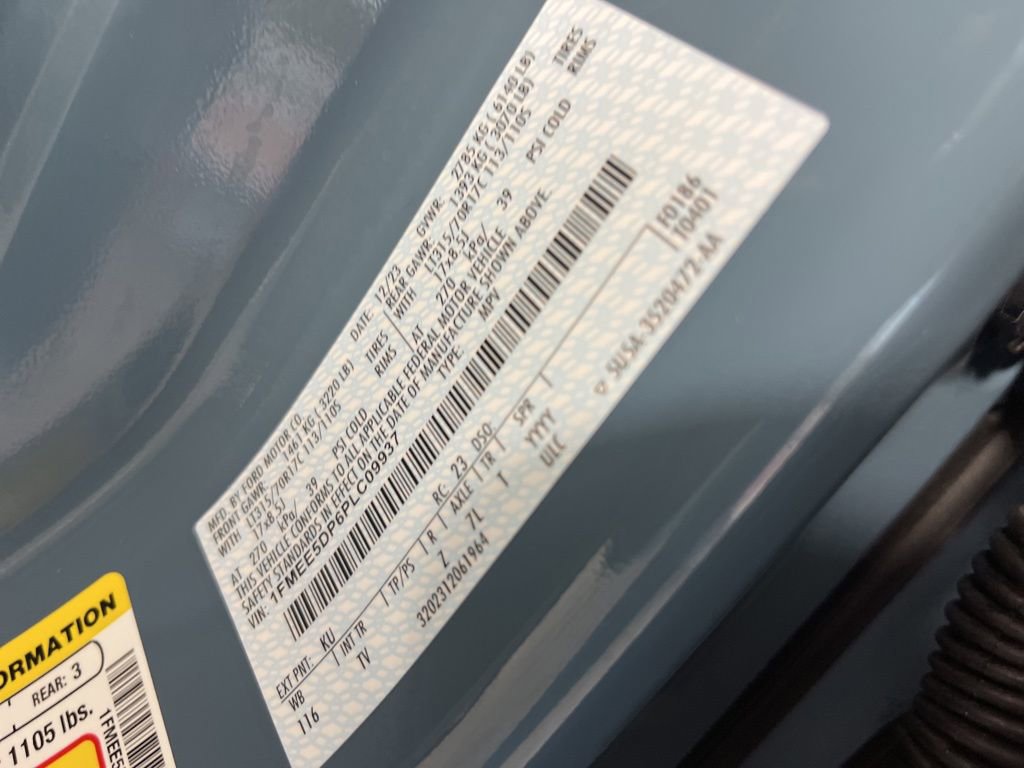 MFD. BY FORD MOTOR CO.
DATE: 12/23 GVWR: 2785 KG ( 6140 LB)
FRONT GAWR: 1461 KG ( 3220 LB) REAR GAWR: 1393 KG ( 3070 LB)
WITH LT315/70R17C 113/110S TIRES WITH LT315/70R17C 113/110S TIRES
17x8.5J RIMS 17x8.5J RIMS
AT 270 kPa/ 39 PSI COLD AT 270 kPa/ 39 PSI COLD
THIS VEHICLE CONFORMS TO ALL APPLICABLE FEDERAL MOTOR VEHICLE
SAFETY STANDARDS IN EFFECT ON THE DATE OF MANUFACTURE SHOWN ABOVE.
VIN: 1FMEE5DP6PLC09937 TYPE: MPV
EXT PNT: KU RC: 23 DSO: F0186
WB INT TR TP/PS R AXLE TR SPR T0401
116 TV Z 7L T YYYY
ULC
3202312061964 5U5A-3520472-AA
ORMATION
REAR: 3
1105 lbs.
1FMEE5